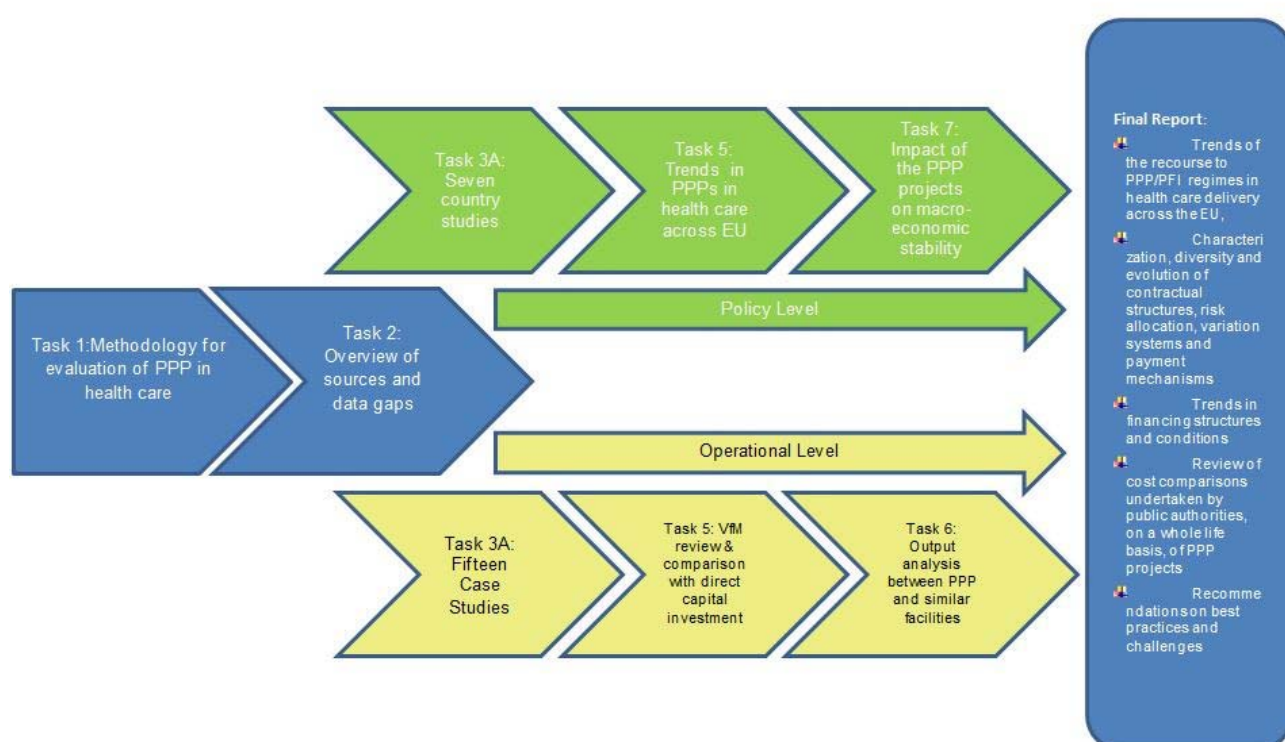 Task 1:Methodology for
evaluation of PPP in
health care
Task 2:
Overview of
sources and
data gaps
Task 3A:
Seven
country
studies
Task 5:
Trends in
PPPs in
health care
across EU
Task 7:
Impact of
the PPP
projects
on macro-
economic
stability
Policy Level
Operational Level
Task 3A:
Fifteen
Case
Studies
Task 5: VfM
review &
comparison
with direct
capital
investment
Task 6:
Output
analysis
between PPP
and similar
facilities
Final Report:
Trends of
the recourse to
PPP/PFI regimes in
health care delivery
across the EU,
Characteri
zation, diversity and
evolution of
contractual
structures, risk
allocation, variation
systems and
payment
mechanisms
Trends in
financing structures
and conditions
Review of
cost comparisons
undertaken by
public authorities,
on a whole life
basis, of PPP
projects
Recomme
ndations on best
practices and
challenges